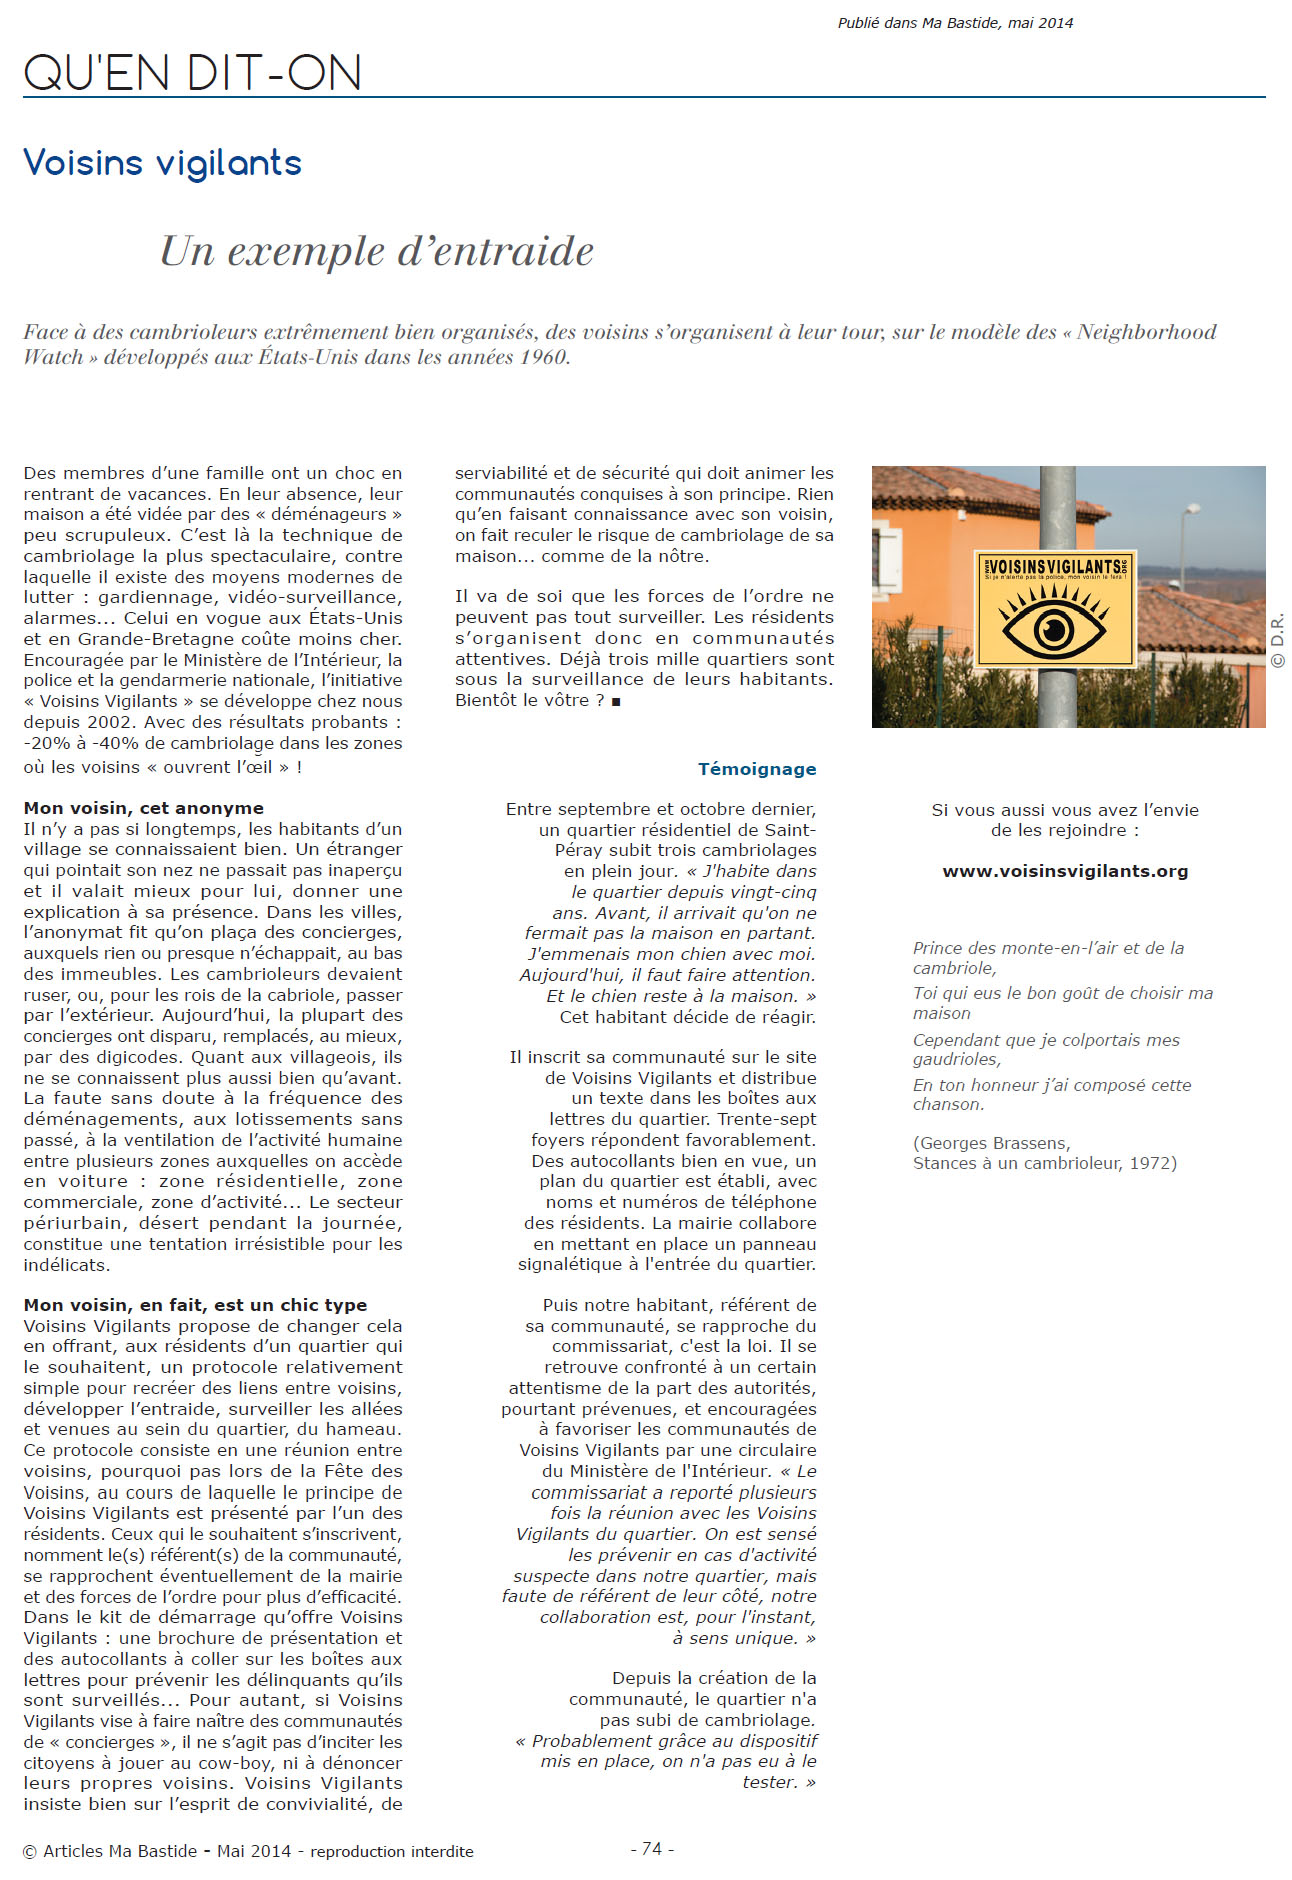 Publié dans Ma Bastide, mai 2014
QU'EN DIT-ON
Voisins vigilants
Un exemple d’entraide
Face à des cambrioleurs extrêmement bien organisés, des voisins s’organisent à leur tour, sur le modèle des « Neighborhood
Watch » développés aux États-Unis dans les années 1960.
Des membres d’une famille ont un choc en
rentrant de vacances. En leur absence, leur
maison a été vidée par des « déménageurs »
peu scrupuleux. C’est là la technique de
cambriolage la plus spectaculaire, contre
laquelle il existe des moyens modernes de
lutter : gardiennage, vidéo-surveillance,
alarmes... Celui en vogue aux États-Unis
et en Grande-Bretagne coûte moins cher.
Encouragée par le Ministère de l’Intérieur, la
police et la gendarmerie nationale, l’initiative
« Voisins Vigilants » se développe chez nous
depuis 2002. Avec des résultats probants :
-20% à -40% de cambriolage dans les zones
où les voisins « ouvrent l’œil » !
Mon voisin, cet anonyme
Il n’y a pas si longtemps, les habitants d’un
village se connaissaient bien. Un étranger
qui pointait son nez ne passait pas inaperçu
et il valait mieux pour lui, donner une
explication à sa présence. Dans les villes,
l’anonymat fit qu’on plaça des concierges,
auxquels rien ou presque n’échappait, au bas
des immeubles. Les cambrioleurs devaient
ruser, ou, pour les rois de la cabriole, passer
par l’extérieur. Aujourd’hui, la plupart des
concierges ont disparu, remplacés, au mieux,
par des digicodes. Quant aux villageois, ils
ne se connaissent plus aussi bien qu’avant.
La faute sans doute à la fréquence des
déménagements, aux lotissements sans
passé, à la ventilation de l’activité humaine
entre plusieurs zones auxquelles on accède
en voiture : zone résidentielle, zone
commerciale, zone d’activité... Le secteur
périurbain, désert pendant la journée,
constitue une tentation irrésistible pour les
indélicats.
Mon voisin, en fait, est un chic type
Voisins Vigilants propose de changer cela
en offrant, aux résidents d’un quartier qui
le souhaitent, un protocole relativement
simple pour recréer des liens entre voisins,
développer l’entraide, surveiller les allées
et venues au sein du quartier, du hameau.
Ce protocole consiste en une réunion entre
voisins, pourquoi pas lors de la Fête des
Voisins, au cours de laquelle le principe de
Voisins Vigilants est présenté par l’un des
résidents. Ceux qui le souhaitent s’inscrivent,
nomment le(s) référent(s) de la communauté,
se rapprochent éventuellement de la mairie
et des forces de l’ordre pour plus d’efficacité.
Dans le kit de démarrage qu’offre Voisins
Vigilants : une brochure de présentation et
des autocollants à coller sur les boîtes aux
lettres pour prévenir les délinquants qu’ils
sont surveillés... Pour autant, si Voisins
Vigilants vise à faire naître des communautés
de « concierges », il ne s’agit pas d’inciter les
citoyens à jouer au cow-boy, ni à dénoncer
leurs propres voisins. Voisins Vigilants
insiste bien sur l’esprit de convivialité, de
serviabilité et de sécurité qui doit animer les
communautés conquises à son principe. Rien
qu’en faisant connaissance avec son voisin,
on fait reculer le risque de cambriolage de sa
maison... comme de la nôtre.
Il va de soi que les forces de l’ordre ne
peuvent pas tout surveiller. Les résidents
s’organisent donc en communautés
attentives. Déjà trois mille quartiers sont
sous la surveillance de leurs habitants.
Bientôt le vôtre ? ■
Témoignage
Entre septembre et octobre dernier,
un quartier résidentiel de Saint-
Péray subit trois cambriolages
en plein jour. « J'habite dans
le quartier depuis vingt-cinq
ans. Avant, il arrivait qu'on ne
fermait pas la maison en partant.
J'emmenais mon chien avec moi.
Aujourd'hui, il faut faire attention.
Et le chien reste à la maison. »
Cet habitant décide de réagir.
Il inscrit sa communauté sur le site
de Voisins Vigilants et distribue
un texte dans les boîtes aux
lettres du quartier. Trente-sept
foyers répondent favorablement.
Des autocollants bien en vue, un
plan du quartier est établi, avec
noms et numéros de téléphone
des résidents. La mairie collabore
en mettant en place un panneau
signalétique à l'entrée du quartier.
Puis notre habitant, référent de
sa communauté, se rapproche du
commissariat, c'est la loi. Il se
retrouve confronté à un certain
attentisme de la part des autorités,
pourtant prévenues, et encouragées
à favoriser les communautés de
Voisins Vigilants par une circulaire
du Ministère de l'Intérieur. « Le
commissariat a reporté plusieurs
fois la réunion avec les Voisins
Vigilants du quartier. On est sensé
les prévenir en cas d'activité
suspecte dans notre quartier, mais
faute de référent de leur côté, notre
collaboration est, pour l'instant,
à sens unique. »
Depuis la création de la
communauté, le quartier n'a
pas subi de cambriolage.
« Probablement grâce au dispositif
mis en place, on n'a pas eu à le
tester. »
WWW.VOISINSVIGILANTS.ORG
Si je n'alerte pas la police, mon voisin le fera !
© D.R.
Si vous aussi vous avez l’envie
de les rejoindre :
www.voisinsvigilants.org
Prince des monte-en-l’air et de la
cambriole,
Toi qui eus le bon goût de choisir ma
maison
Cependant que je colportais mes
gaudrioles,
En ton honneur j’ai composé cette
chanson.
(Georges Brassens,
Stances à un cambrioleur, 1972)
© Articles Ma Bastide - Mai 2014 - reproduction interdite
- 74 -